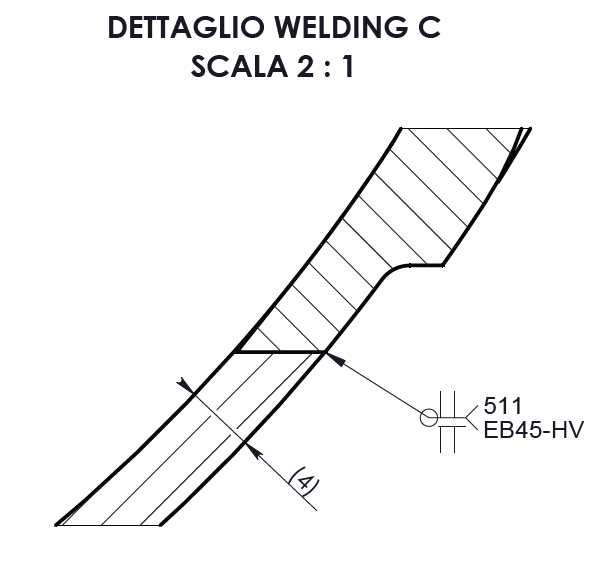 DETTAGLIO WELDING C
SCALA 2 : 1
511
EB45-HV
(4)